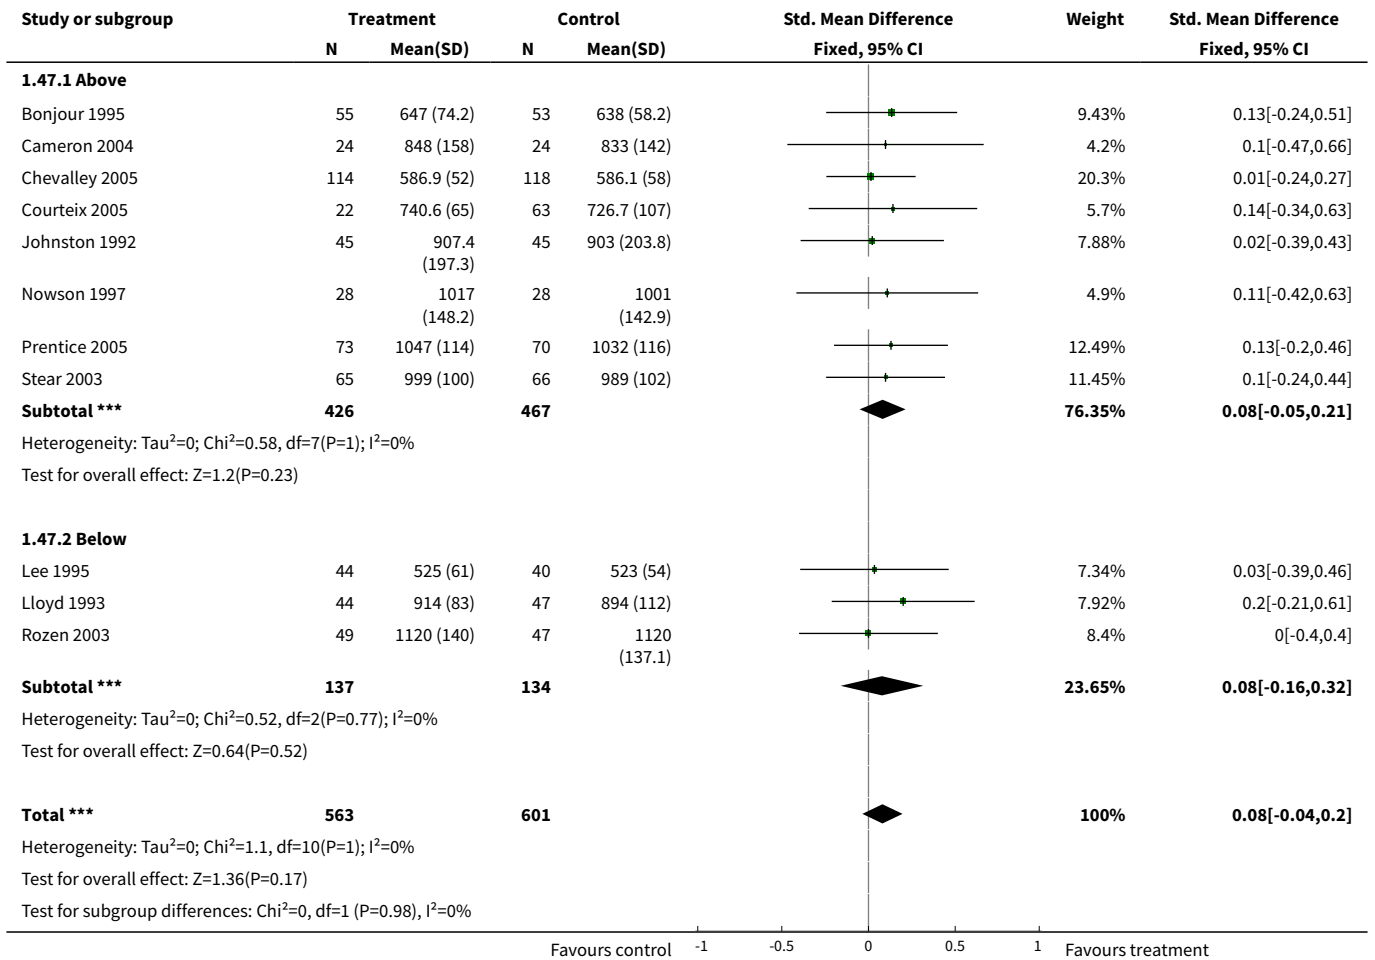 Study or subgroup Treatment Control Std. Mean Difference Weight Std. Mean Difference
N Mean(SD) N Mean(SD) Fixed, 95% CI Fixed, 95% CI
1.47.1 Above
Bonjour 1995 55 647 (74.2) 53 638 (58.2) 9.43% 0.13[-0.24,0.51]
Cameron 2004 24 848 (158) 24 833 (142) 4.2% 0.1[-0.47,0.66]
Chevalley 2005 114 586.9 (52) 118 586.1 (58) 20.3% 0.01[-0.24,0.27]
Courteix 2005 22 740.6 (65) 63 726.7 (107) 5.7% 0.14[-0.34,0.63]
Johnston 1992 45 907.4 45 903 (203.8) 7.88% 0.02[-0.39,0.43]
(197.3)
Nowson 1997 28 1017 28 1001 4.9% 0.11[-0.42,0.63]
(148.2) (142.9)
Prentice 2005 73 1047 (114) 70 1032 (116) 12.49% 0.13[-0.2,0.46]
Stear 2003 65 999 (100) 66 989 (102) 11.45% 0.1[-0.24,0.44]
Subtotal *** 426 467 76.35% 0.08[-0.05,0.21]
Heterogeneity: Tau²=0; Chi²=0.58, df=7(P=1); I²=0%
Test for overall effect: Z=1.2(P=0.23)
1.47.2 Below
Lee 1995 44 525 (61) 40 523 (54) 7.34% 0.03[-0.39,0.46]
Lloyd 1993 44 914 (83) 47 894 (112) 7.92% 0.2[-0.21,0.61]
Rozen 2003 49 1120 (140) 47 1120 8.4% 0[-0.4,0.4]
(137.1)
Subtotal *** 137 134 23.65% 0.08[-0.16,0.32]
Heterogeneity: Tau²=0; Chi²=0.52, df=2(P=0.77); I²=0%
Test for overall effect: Z=0.64(P=0.52)
Total *** 563 601 100% 0.08[-0.04,0.2]
Heterogeneity: Tau²=0; Chi²=1.1, df=10(P=1); I²=0%
Test for overall effect: Z=1.36(P=0.17)
Test for subgroup differences: Chi²=0, df=1 (P=0.98), I²=0%
Favours control -1 -0.5 0 0.5 1 Favours treatment